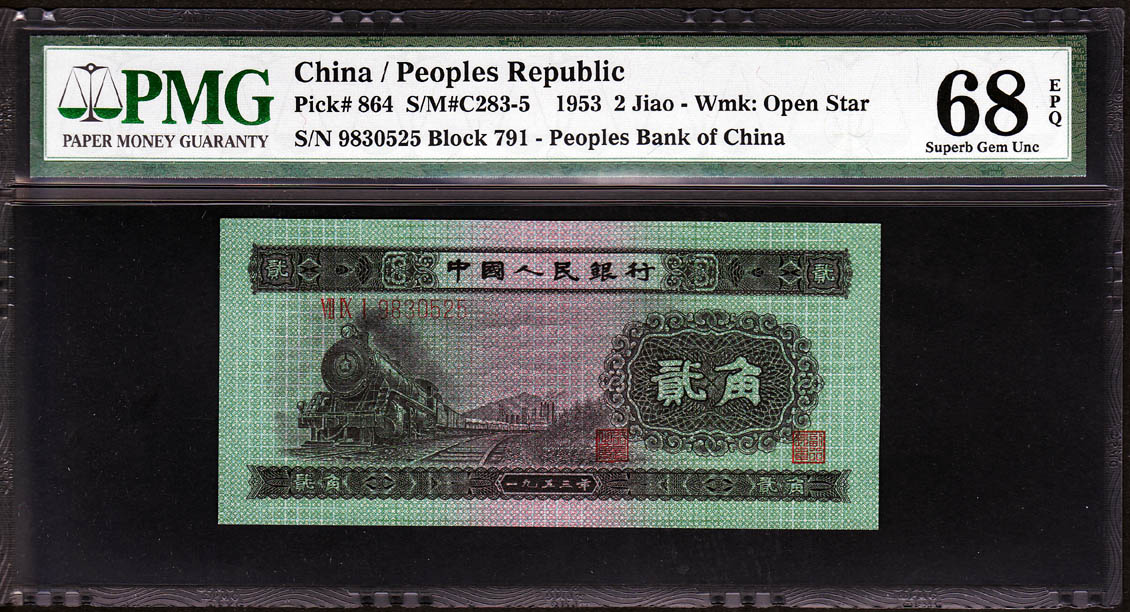 PMG
PAPER MONEY GUARANTY
China / Peoples Republic
Pick# 864 S/M#C283-5 1953 2 Jiao - Wmk: Open Star
S/N 9830525 Block 791 - Peoples Bank of China
68
EPQ
Superb Gem Unc
貳 中國人民銀行 貳
VII IX I 9830525
貳角
貳角 一九五三年 貳角